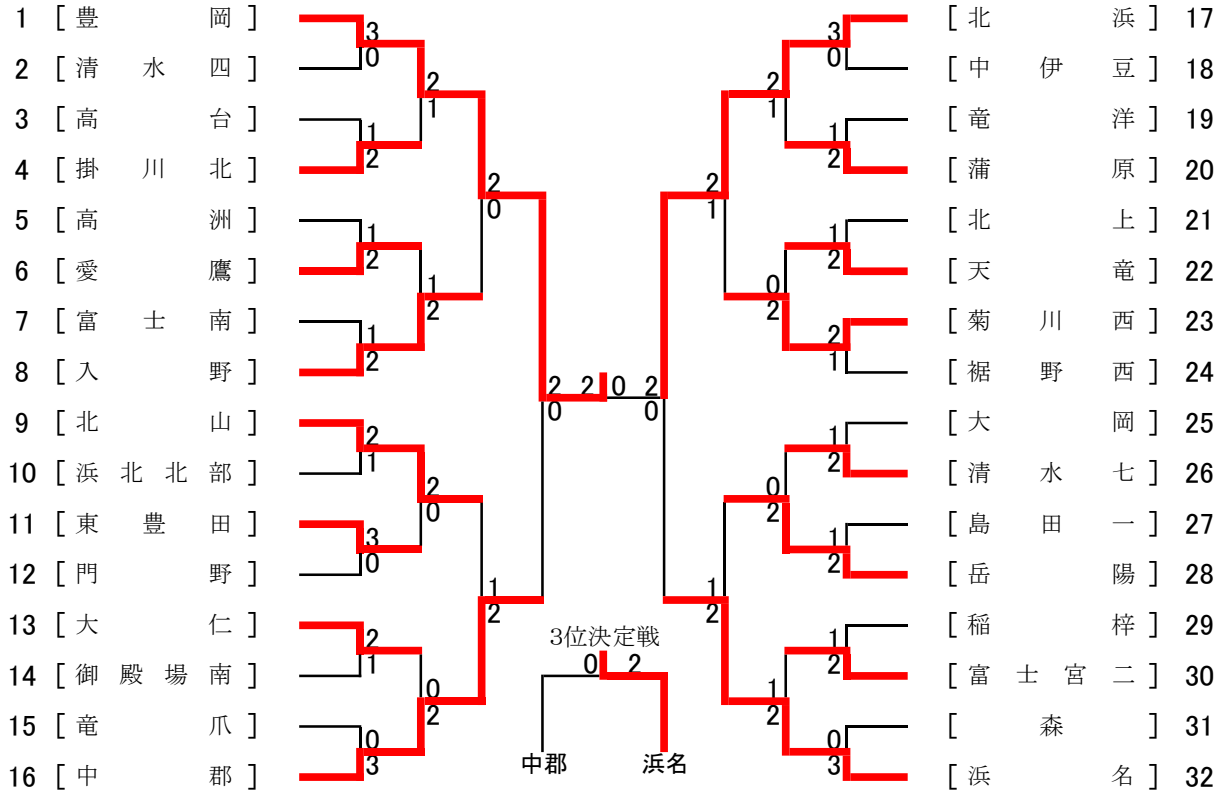 1 [ 豊 岡 ] 3 3 [ 北 浜 ] 17
2 [ 清 水 四 ] 0 2 2 0 [ 中 伊 豆 ] 18
3 [ 高 台 ] 1 1 1 1 [ 竜 洋 ] 19
4 [ 掛 川 北 ] 2 2 2 2 [ 蒲 原 ] 20
5 [ 高 洲 ] 1 0 1 1 [ 北 上 ] 21
6 [ 愛 鷹 ] 2 1 0 2 [ 天 竜 ] 22
7 [ 富 士 南 ] 1 2 2 2 [ 菊 川 西 ] 23
8 [ 入 野 ] 2 2 2 0 2 1 [ 裾 野 西 ] 24
9 [ 北 山 ] 2 0 0 1 [ 大 岡 ] 25
10 [ 浜 北 北 部 ] 1 2 0 2 [ 清 水 七 ] 26
11 [ 東 豊 田 ] 3 0 2 1 [ 島 田 一 ] 27
12 [ 門 野 ] 0 1 1 2 [ 岳 陽 ] 28
13 [ 大 仁 ] 2 2 2 1 [ 稲 梓 ] 29
3位決定戦
14 [ 御 殿 場 南 ] 1 0 0 2 1 2 [ 富 士 宮 二 ] 30
15 [ 竜 爪 ] 0 2 2 0 [ 森 ] 31
16 [ 中 郡 ] 3 中郡 浜名 3 [ 浜 名 ] 32